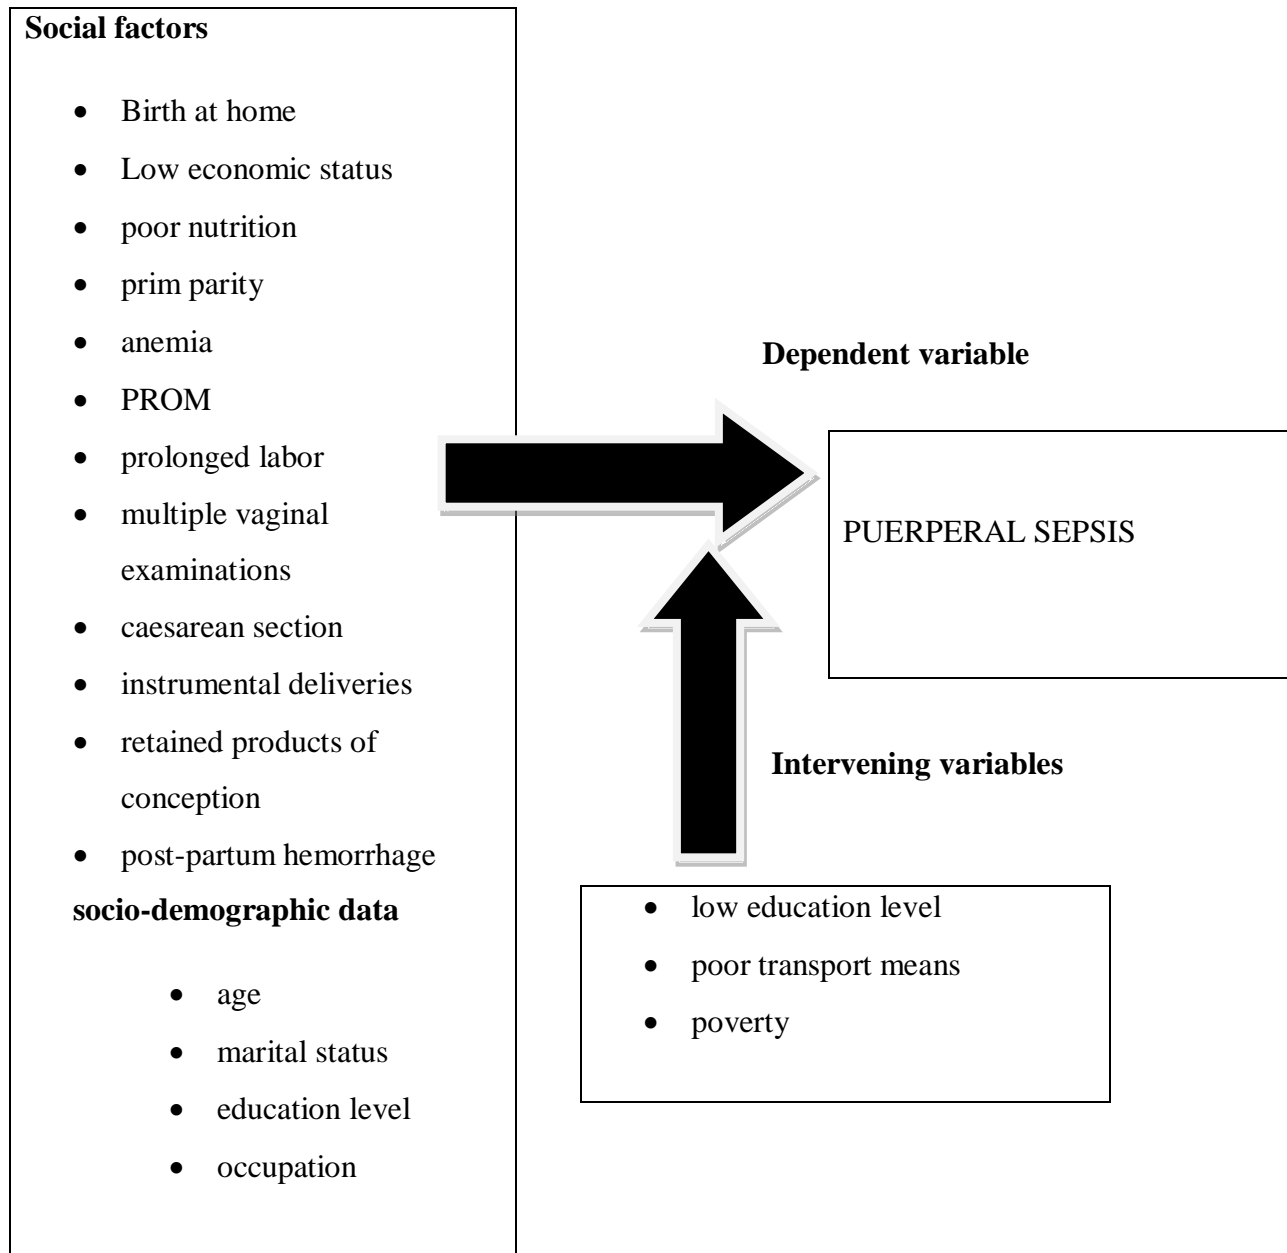 Social factors
• Birth at home
• Low economic status
• poor nutrition
• prim parity
• anemia
• PROM
• prolonged labor
• multiple vaginal
examinations
• caesarean section
• instrumental deliveries
• retained products of
conception
• post-partum hemorrhage
socio-demographic data
• age
• marital status
• education level
• occupation
Dependent variable
PUERPERAL SEPSIS
Intervening variables
• low education level
• poor transport means
• poverty